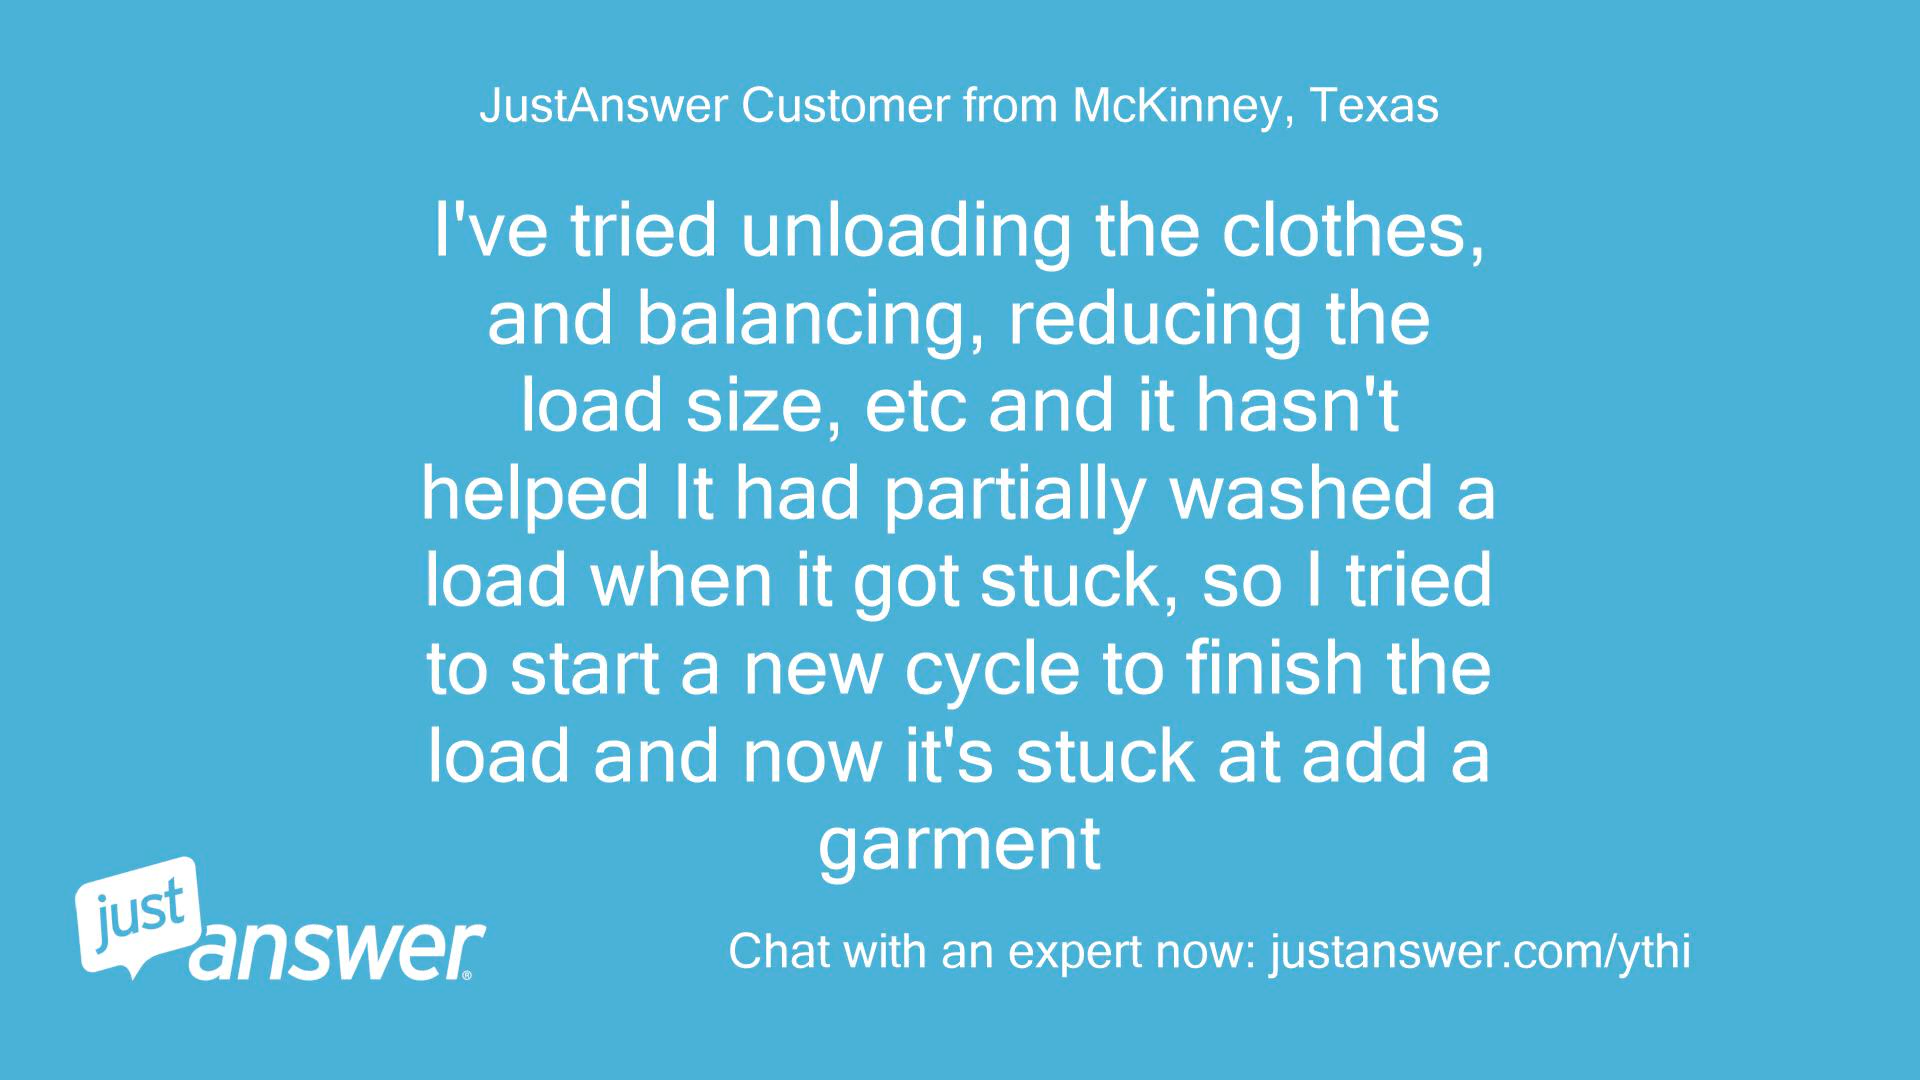 JustAnswer Customer from McKinney, Texas
I've tried unloading the clothes,
and balancing, reducing the
load size, etc and it hasn't
helped It had partially washed a
load when it got stuck, so I tried
to start a new cycle to finish the
load and now it's stuck at add a
garment
just
answer®
Chat with an expert now: justanswer.com/ythi